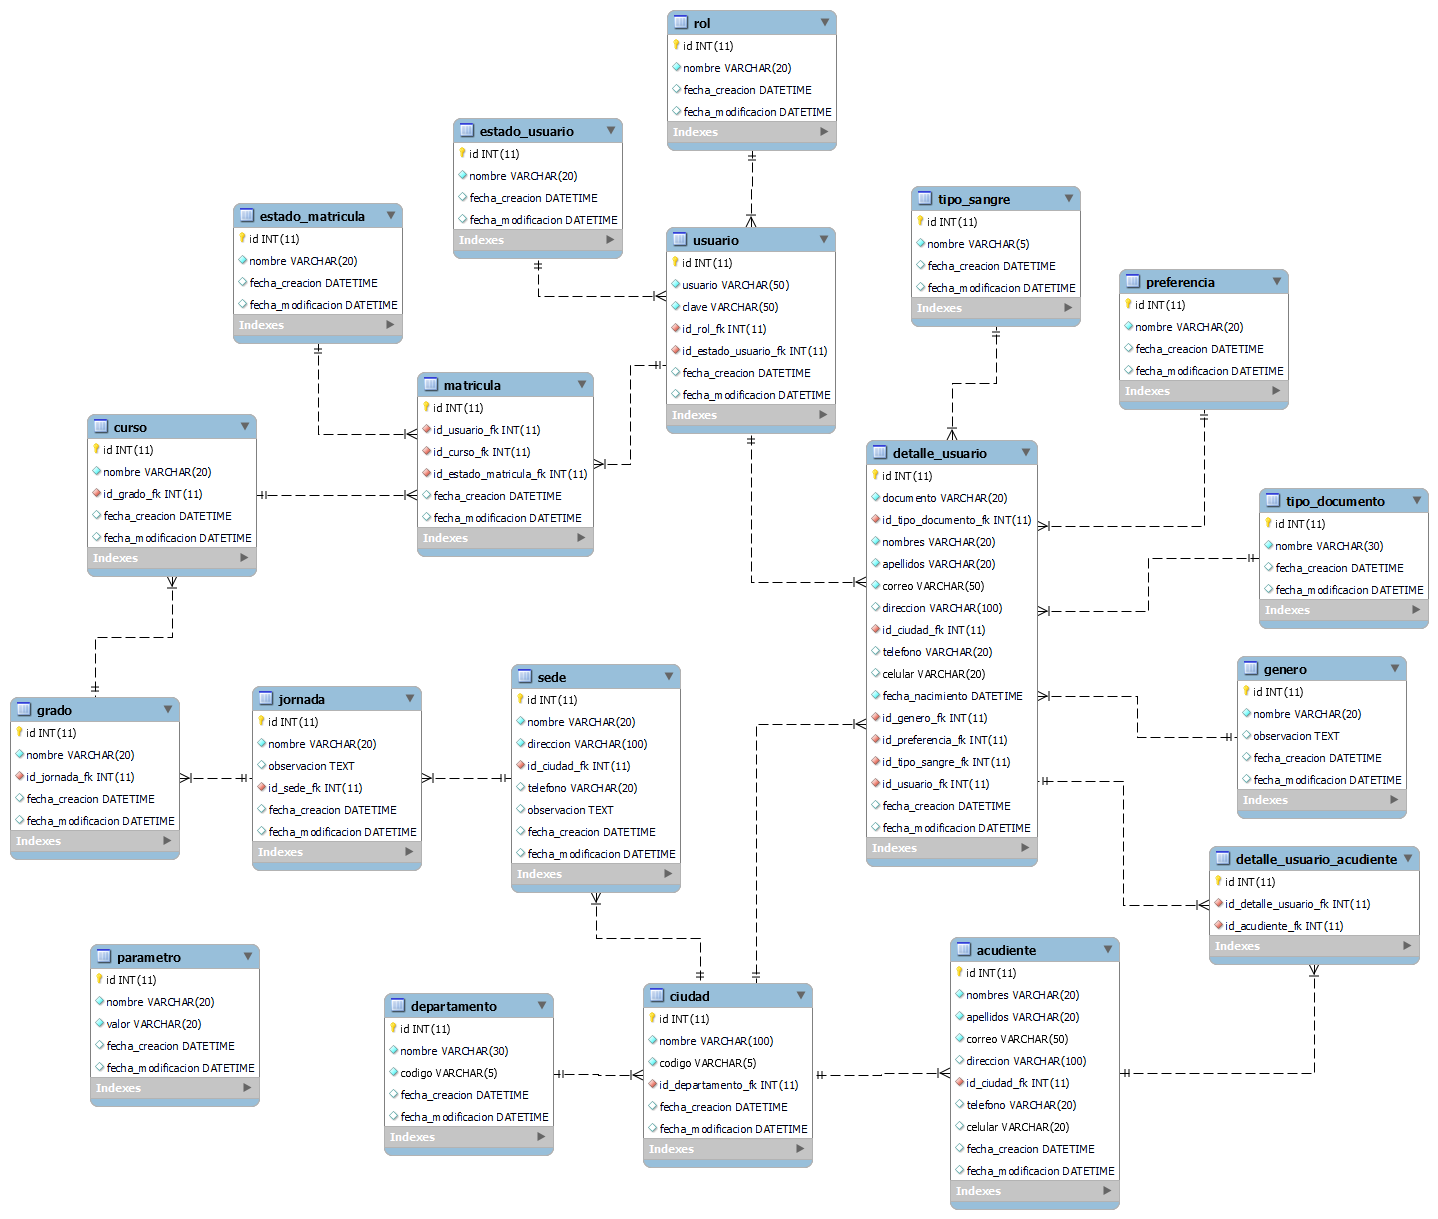 rol
id INT(11)
nombre VARCHAR(20)
fecha_creacion DATETIME
fecha_modificacion DATETIME
Indexes
estado_usuario
id INT(11)
nombre VARCHAR(20)
fecha_creacion DATETIME
fecha_modificacion DATETIME
Indexes
estado_matricula
id INT(11)
nombre VARCHAR(20)
fecha_creacion DATETIME
fecha_modificacion DATETIME
Indexes
usuario
id INT(11)
usuario VARCHAR(50)
clave VARCHAR(50)
id_rol_fk INT(11)
id_estado_usuario_fk INT(11)
fecha_creacion DATETIME
fecha_modificacion DATETIME
Indexes
tipo_sangre
id INT(11)
nombre VARCHAR(5)
fecha_creacion DATETIME
fecha_modificacion DATETIME
Indexes
preferencia
id INT(11)
nombre VARCHAR(20)
fecha_creacion DATETIME
fecha_modificacion DATETIME
Indexes
matricula
id INT(11)
id_usuario_fk INT(11)
id_curso_fk INT(11)
id_estado_matricula_fk INT(11)
fecha_creacion DATETIME
fecha_modificacion DATETIME
Indexes
curso
id INT(11)
nombre VARCHAR(20)
id_grado_fk INT(11)
fecha_creacion DATETIME
fecha_modificacion DATETIME
Indexes
detalle_usuario
id INT(11)
documento VARCHAR(20)
id_tipo_documento_fk INT(11)
nombres VARCHAR(20)
apellidos VARCHAR(20)
correo VARCHAR(50)
direccion VARCHAR(100)
id_ciudad_fk INT(11)
telefono VARCHAR(20)
celular VARCHAR(20)
fecha_nacimiento DATETIME
id_genero_fk INT(11)
id_preferencia_fk INT(11)
id_tipo_sangre_fk INT(11)
id_usuario_fk INT(11)
fecha_creacion DATETIME
fecha_modificacion DATETIME
Indexes
tipo_documento
id INT(11)
nombre VARCHAR(30)
fecha_creacion DATETIME
fecha_modificacion DATETIME
Indexes
genero
id INT(11)
nombre VARCHAR(20)
observacion TEXT
fecha_creacion DATETIME
fecha_modificacion DATETIME
Indexes
grado
id INT(11)
nombre VARCHAR(20)
id_jornada_fk INT(11)
fecha_creacion DATETIME
fecha_modificacion DATETIME
Indexes
jornada
id INT(11)
nombre VARCHAR(20)
observacion TEXT
id_sede_fk INT(11)
fecha_creacion DATETIME
fecha_modificacion DATETIME
Indexes
sede
id INT(11)
nombre VARCHAR(20)
direccion VARCHAR(100)
id_ciudad_fk INT(11)
telefono VARCHAR(20)
observacion TEXT
fecha_creacion DATETIME
fecha_modificacion DATETIME
Indexes
detalle_usuario_acudiente
id INT(11)
id_detalle_usuario_fk INT(11)
id_acudiente_fk INT(11)
Indexes
parametro
id INT(11)
nombre VARCHAR(20)
valor VARCHAR(20)
fecha_creacion DATETIME
fecha_modificacion DATETIME
Indexes
departamento
id INT(11)
nombre VARCHAR(30)
codigo VARCHAR(5)
fecha_creacion DATETIME
fecha_modificacion DATETIME
Indexes
ciudad
id INT(11)
nombre VARCHAR(100)
codigo VARCHAR(5)
id_departamento_fk INT(11)
fecha_creacion DATETIME
fecha_modificacion DATETIME
Indexes
acudiente
id INT(11)
nombres VARCHAR(20)
apellidos VARCHAR(20)
correo VARCHAR(50)
direccion VARCHAR(100)
id_ciudad_fk INT(11)
telefono VARCHAR(20)
celular VARCHAR(20)
fecha_creacion DATETIME
fecha_modificacion DATETIME
Indexes